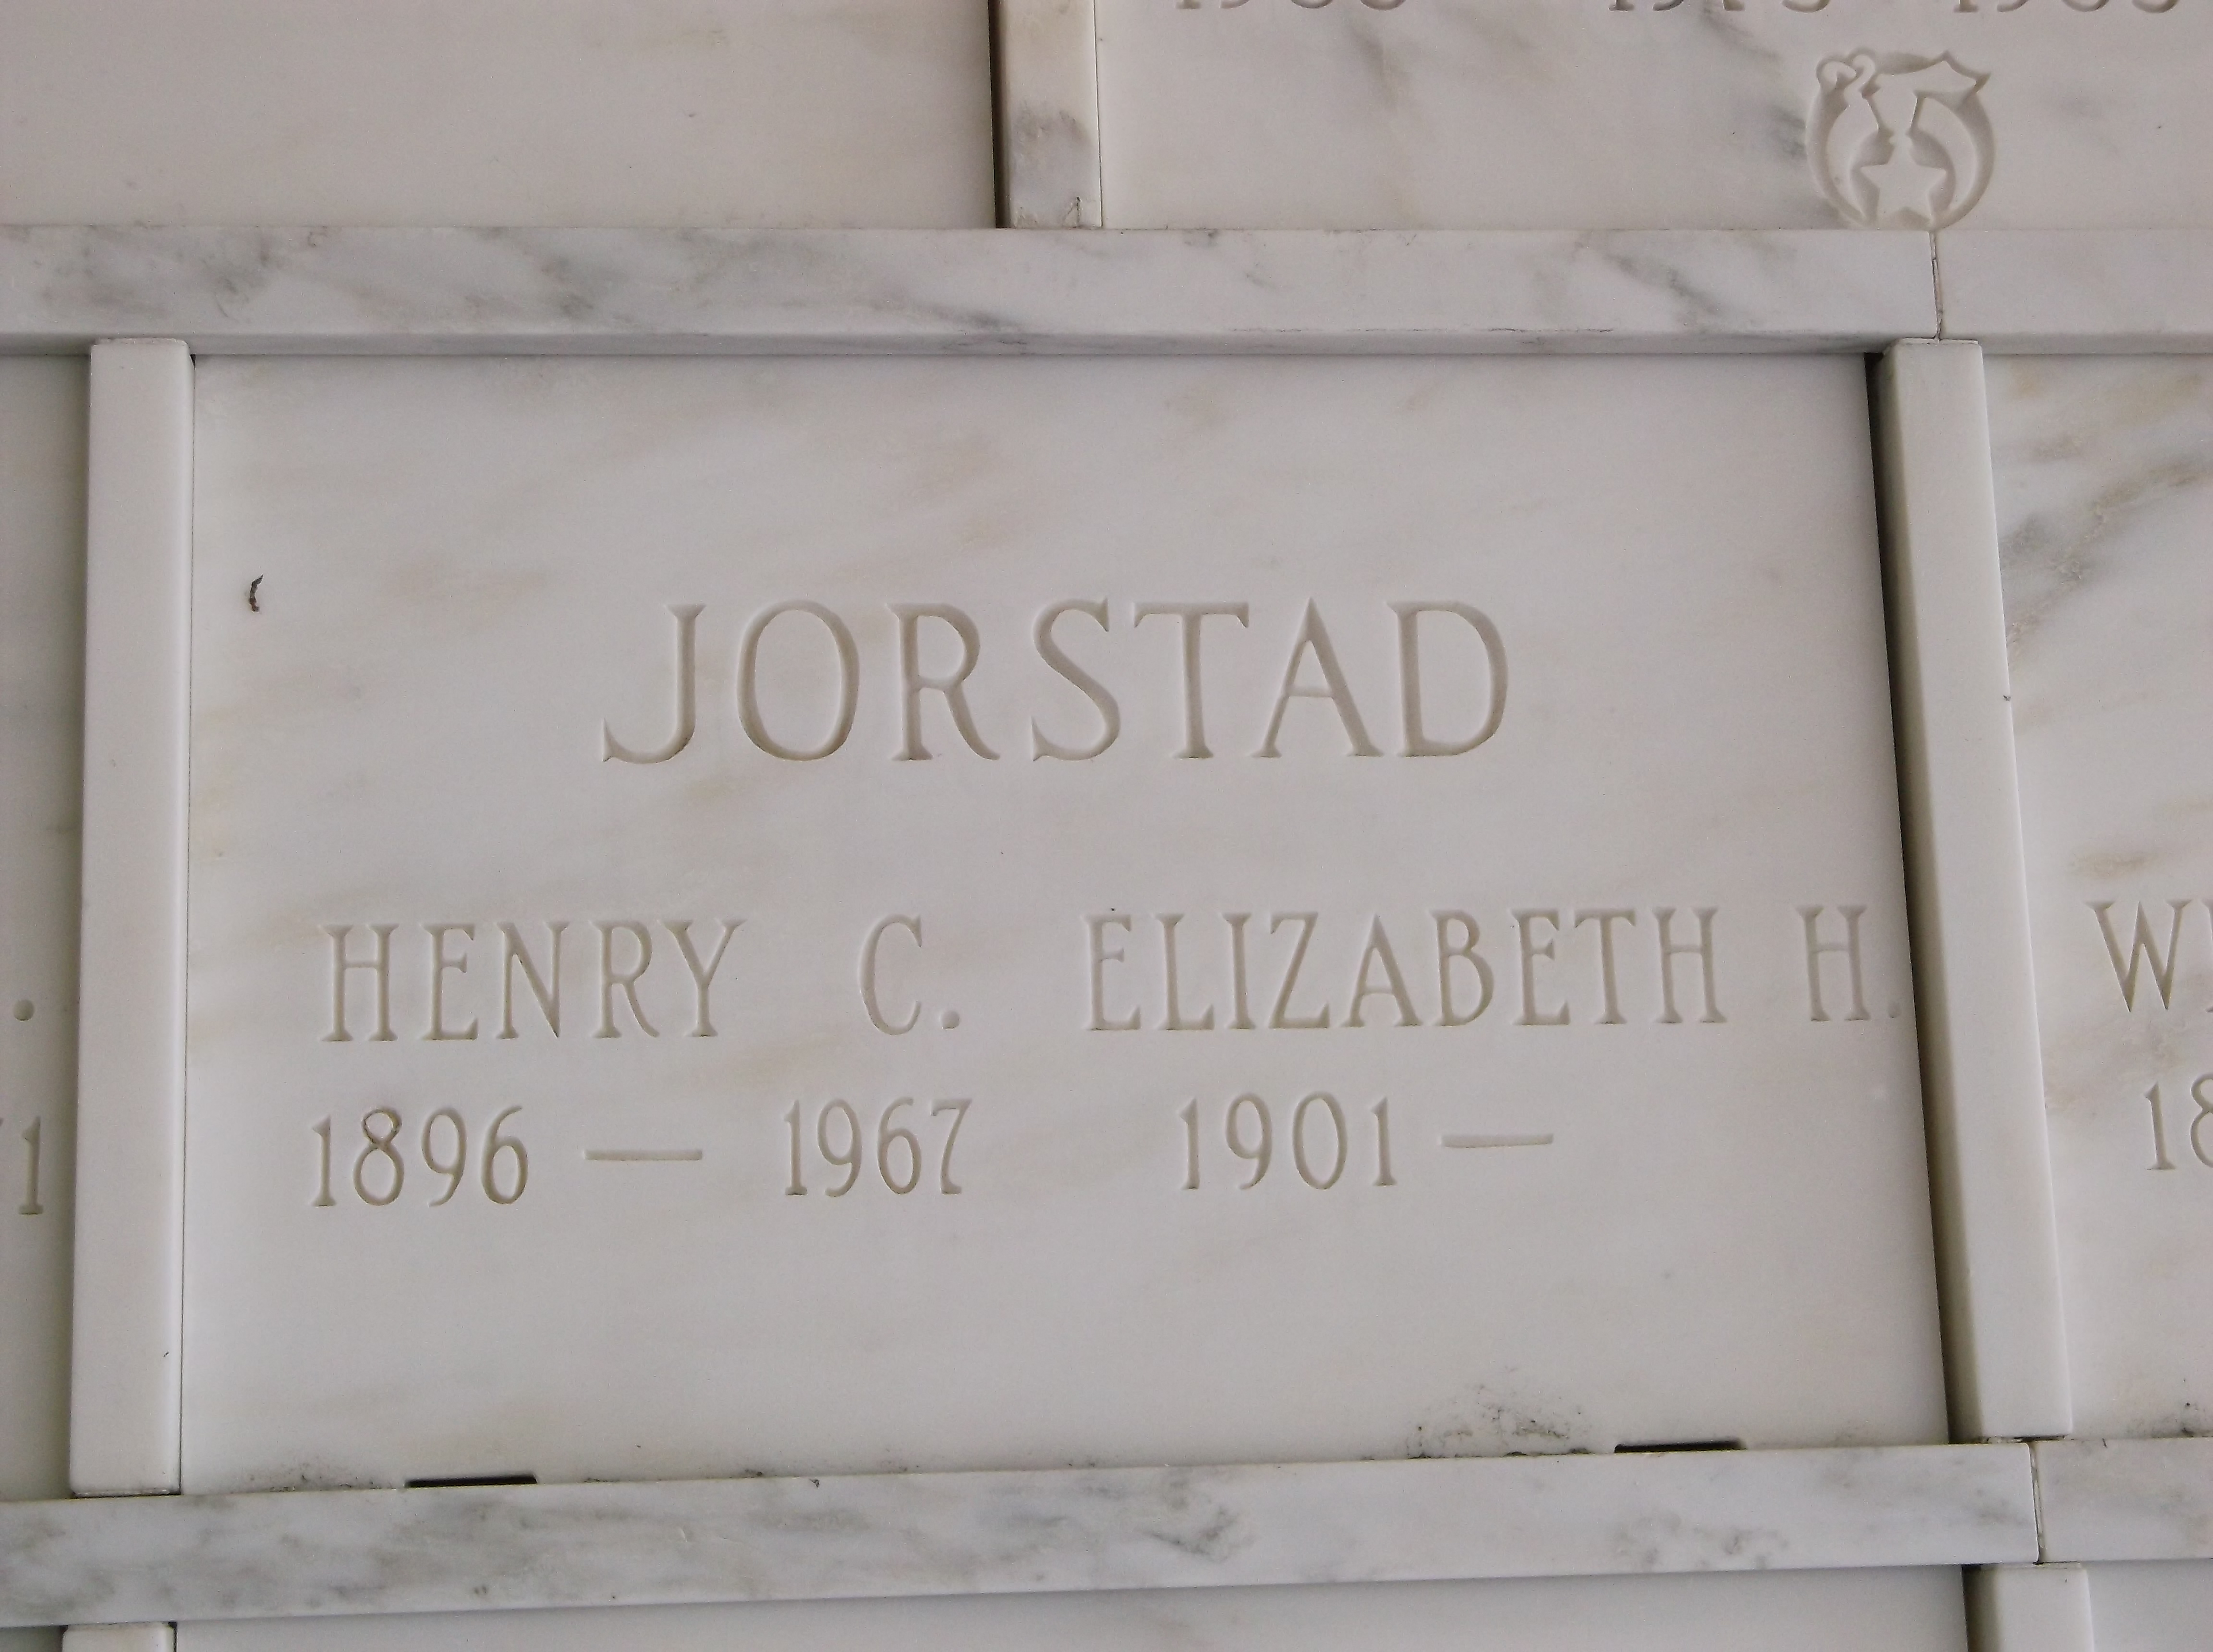 JORSTAD
HENRY C. ELIZABETH H.
1896 — 1967 1901 —